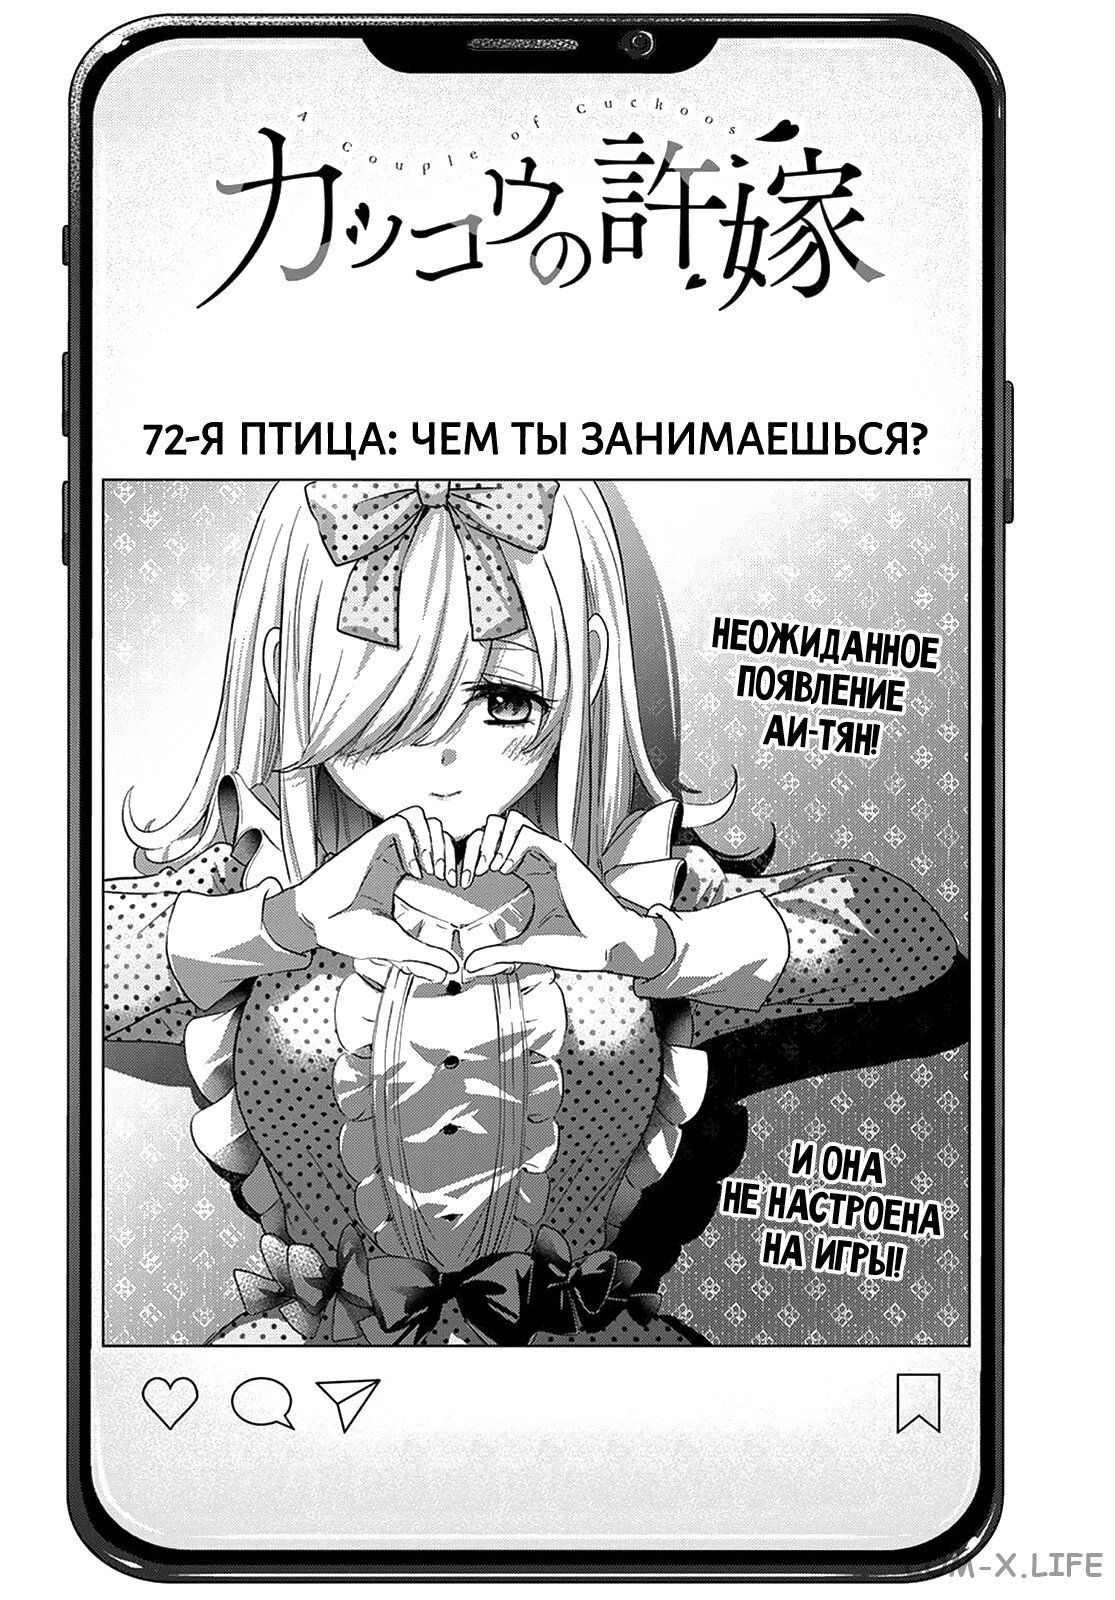 A Couple of Cuckoos
カッコウの許嫁
72-Я ПТИЦА: ЧЕМ ТЫ ЗАНИМАЕШЬСЯ?
НЕОЖИДАННОЕ
ПОЯВЛЕНИЕ
АИ-ТЯН!
И ОНА
НЕ НАСТРОЕНА
НА ИГРЫ!
M-X.LIFE